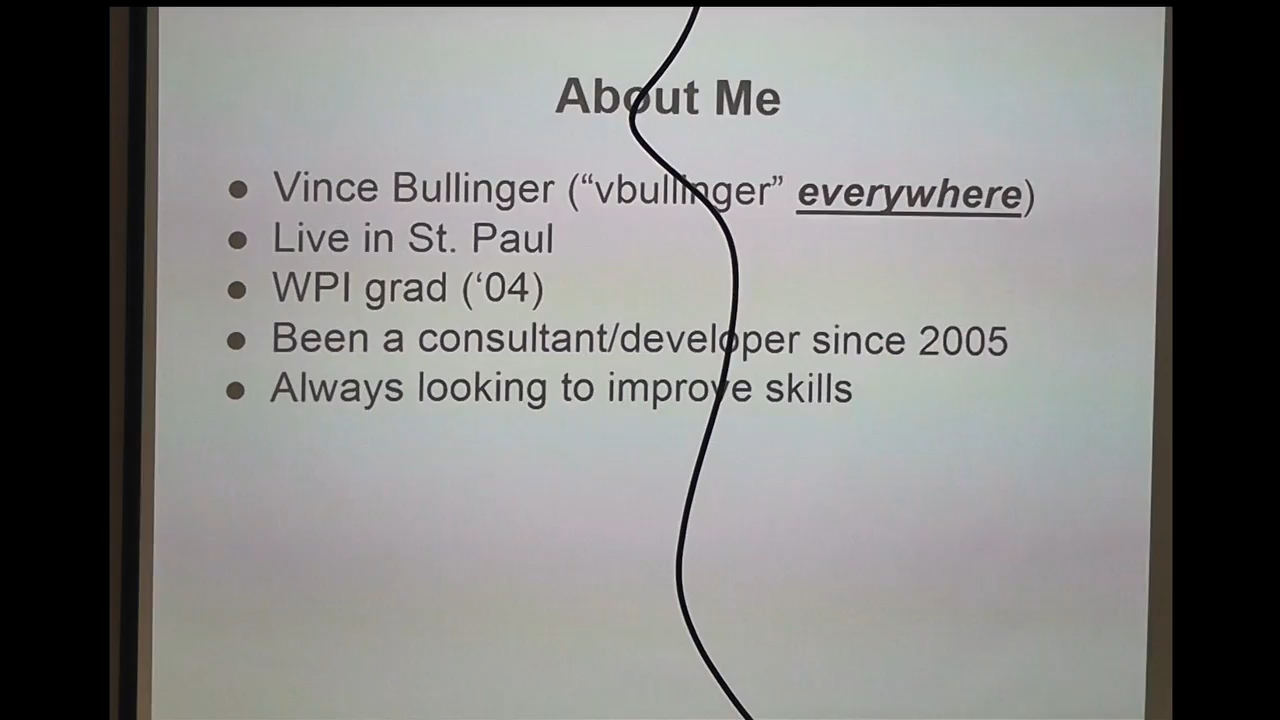 About Me
● Vince Bullinger (“vbullinger” everywhere)
● Live in St. Paul
● WPI grad (‘04)
● Been a consultant/developer since 2005
● Always looking to improve skills